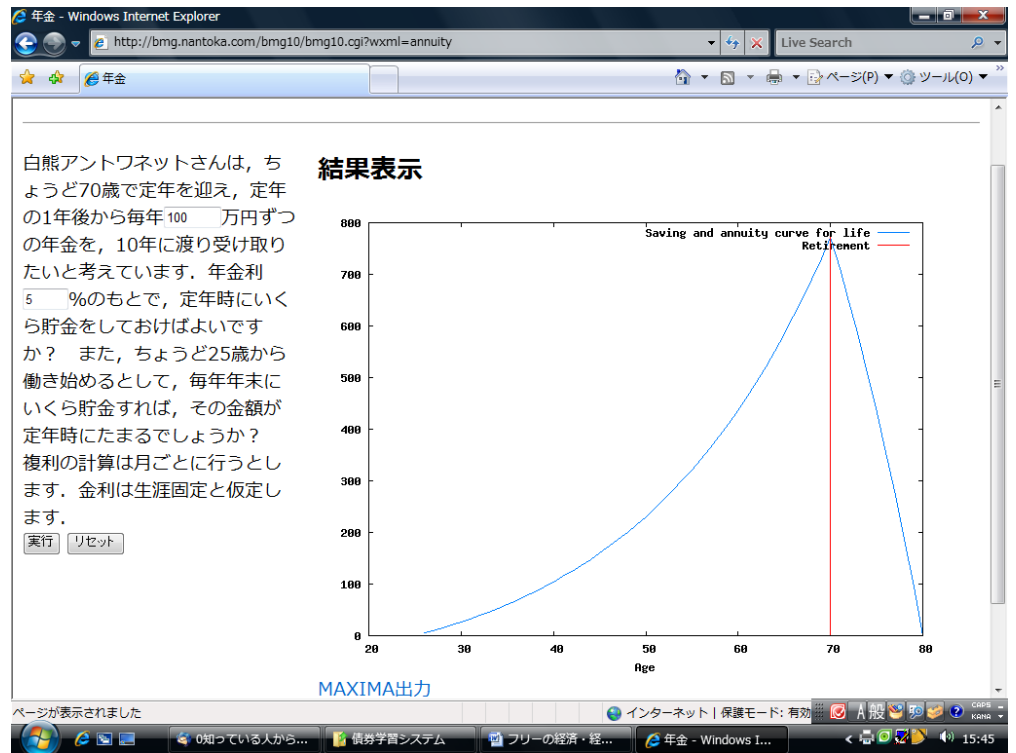 年金 - Windows Internet Explorer
http://bmg.nantoka.com/bmg10/bmg10.cgi?wxml=annuity
Live Search
年金
ページ(P)
ツール(O)
白熊アントワネットさんは，ち
ょうど70歳で定年を迎え，定年
の1年後から毎年 100 万円ずつ
の年金を，10年に渡り受け取り
たいと考えています．年金利
5 %のもとで，定年時にいく
ら貯金をしておけばよいです
か？　また，ちょうど25歳から
働き始めるとして，毎年年末に
いくら貯金すれば，その金額が
定年時にたまるでしょうか？
複利の計算は月ごとに行うとし
ます．金利は生涯固定と仮定し
ます．
実行 リセット
結果表示
Saving and annuity curve for life
Retirement
800
700
600
500
400
300
200
100
0
20 30 40 50 60 70 80
Age
MAXIMA出力
ページが表示されました
インターネット | 保護モード: 有効
A 般
CAPS
KANA
0知っている人から...
債券学習システム
フリーの経済・経...
年金 - Windows I...
15:45